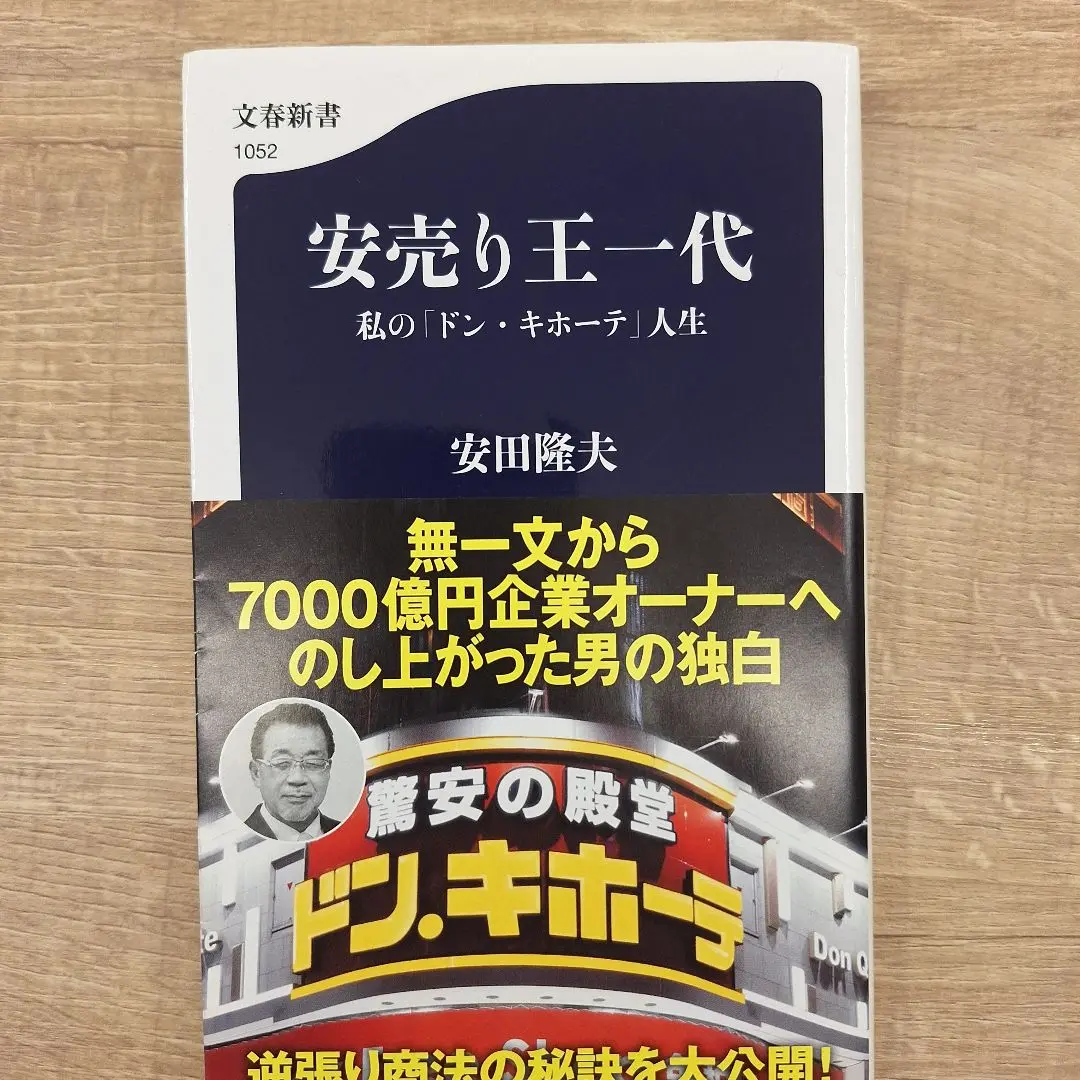 文春新書
1052
安売り王一代
私の「ドン・キホーテ」人生
安田隆夫
無一文から
7000億円企業オーナーへ
のし上がった男の独白
驚安の殿堂
ドン.キホーテ
Don Q
逆張り商法の秘訣を大公開!